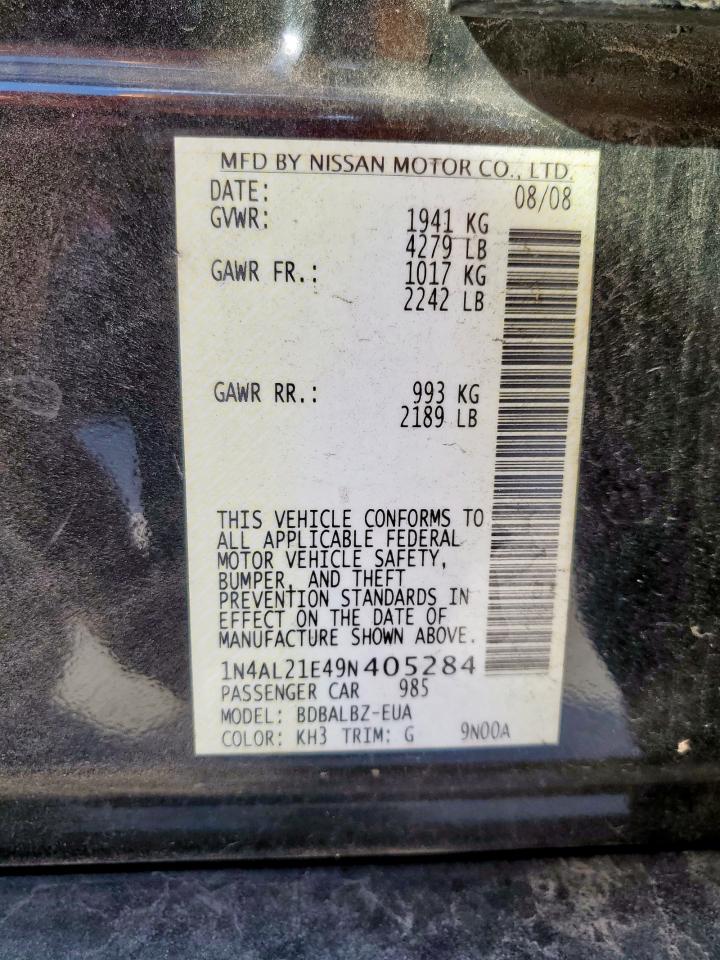 MFD BY NISSAN MOTOR CO., LTD.
DATE: 08/08
GVWR: 1941 KG
4279 LB
GAWR FR.: 1017 KG
2242 LB
GAWR RR.: 993 KG
2189 LB
THIS VEHICLE CONFORMS TO
ALL APPLICABLE FEDERAL
MOTOR VEHICLE SAFETY,
BUMPER, AND THEFT
PREVENTION STANDARDS IN
EFFECT ON THE DATE OF
MANUFACTURE SHOWN ABOVE.
1N4AL21E49N405284
PASSENGER CAR 985
MODEL: BDBALBZ-EUA
COLOR: KH3 TRIM: G 9N00A